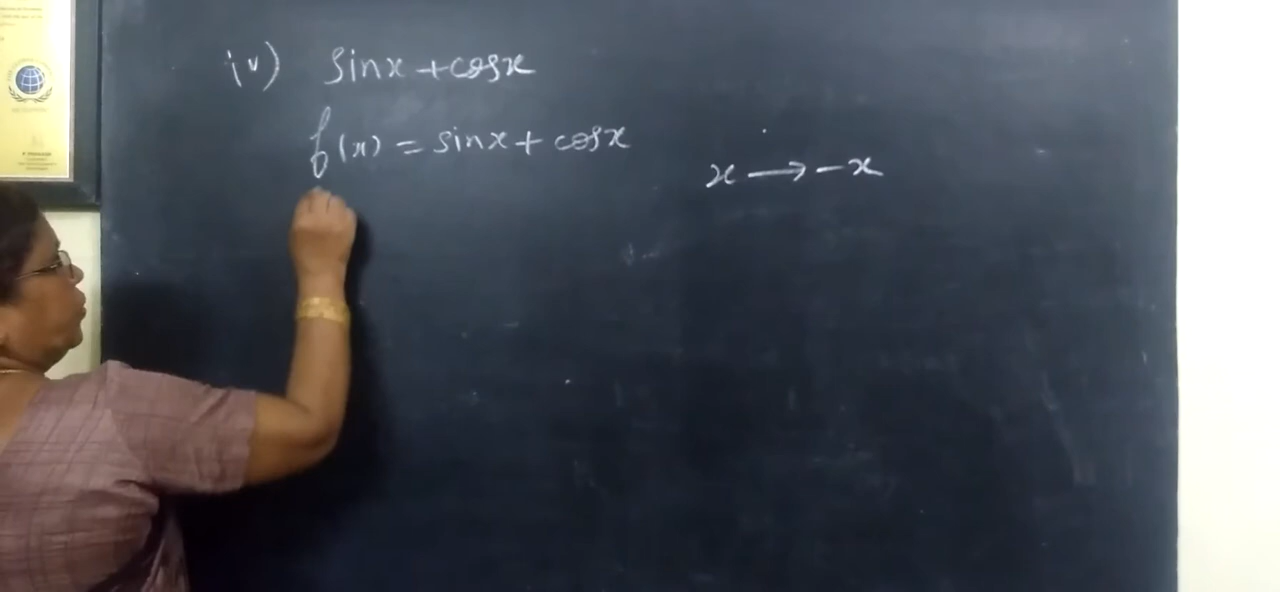 iv) sinx + cosx
f(x) = sinx + cosx
x → -x